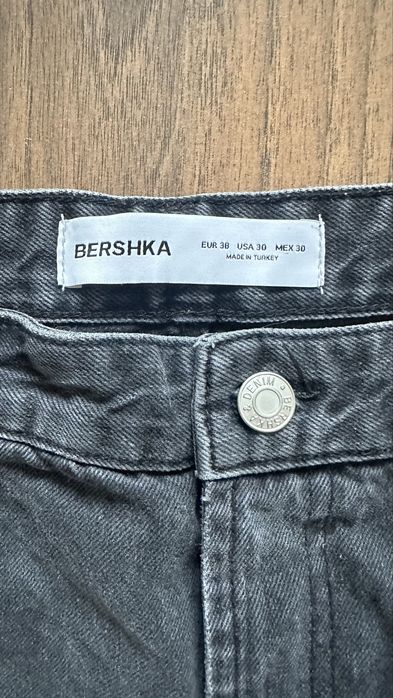 BERSHKA
EUR 38 USA 30 MEX 30
MADE IN TURKEY
BERSHKA & DENIM •